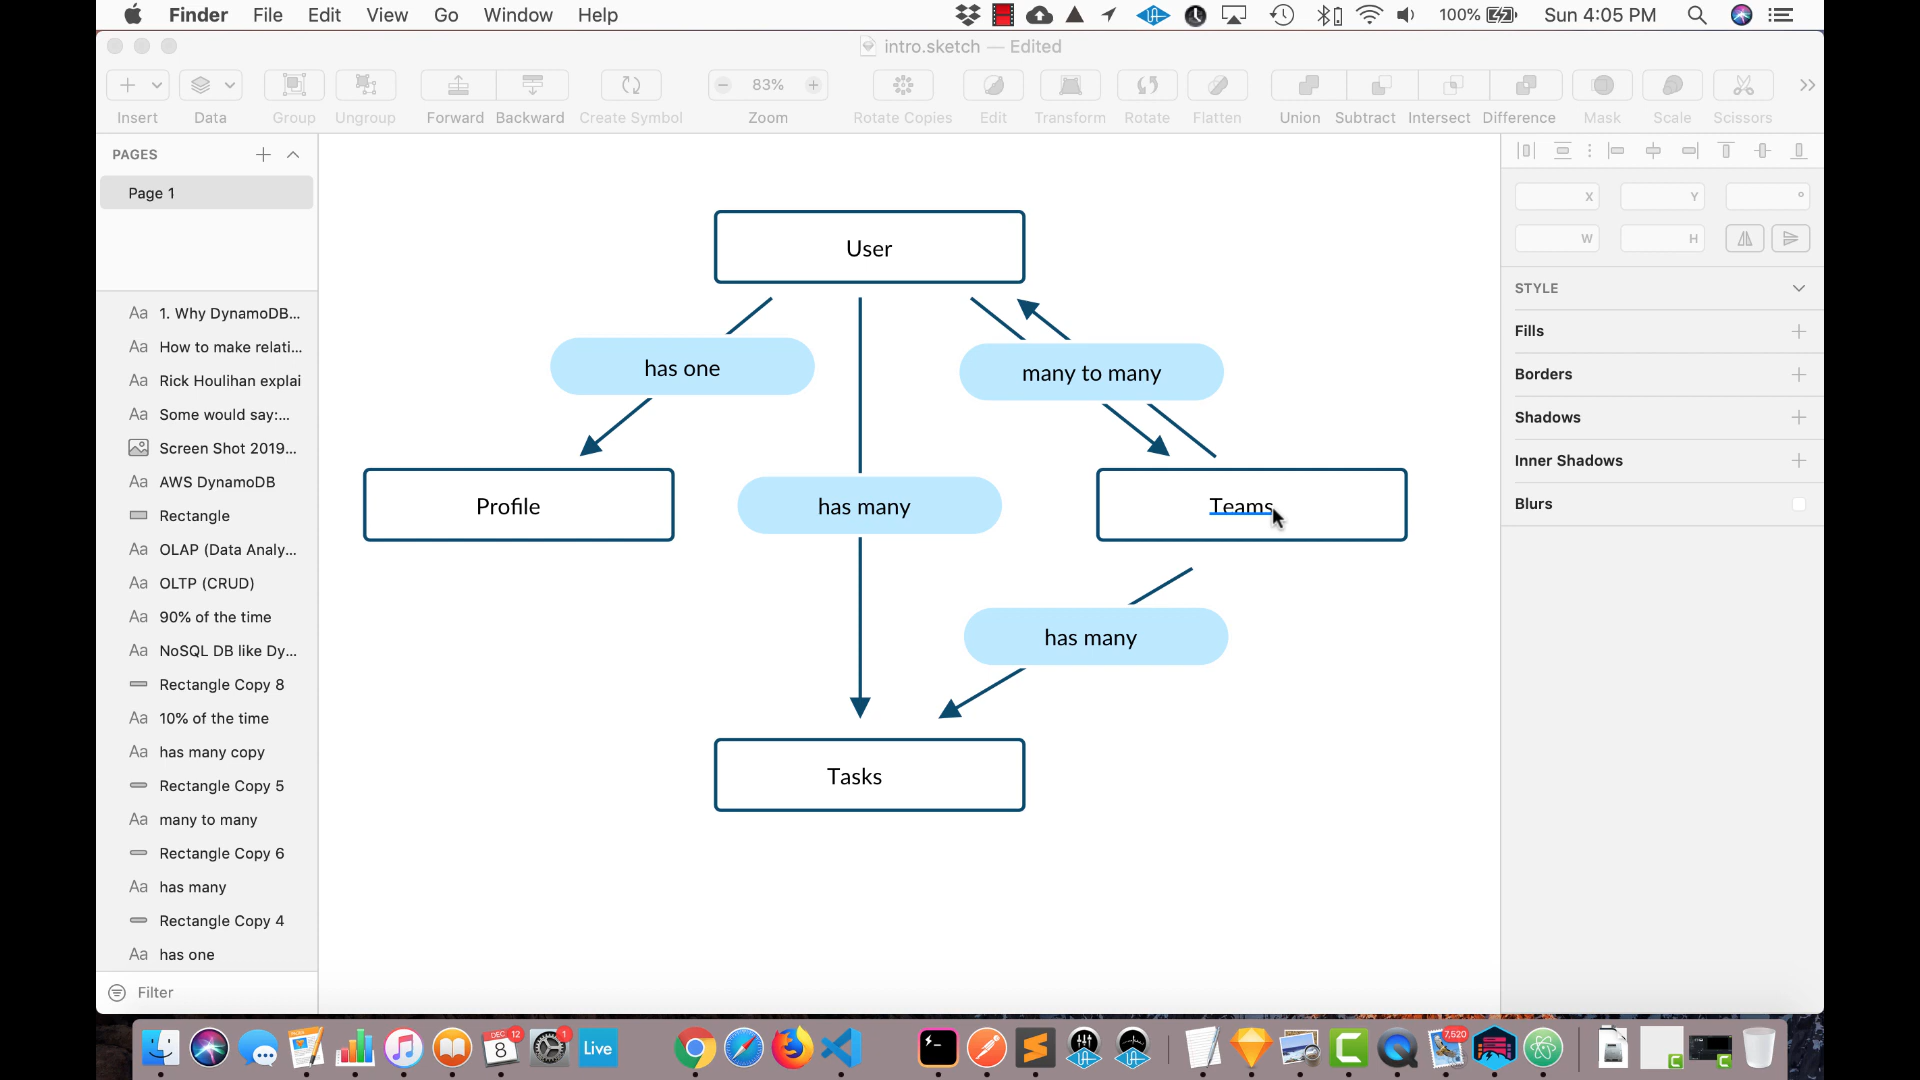 Finder File Edit View Go Window Help 100% Sun 4:05 PM
intro.sketch — Edited
83%
Insert Data Group Ungroup Forward Backward Create Symbol Zoom Rotate Copies Edit Transform Rotate Flatten Union Subtract Intersect Difference Mask Scale Scissors
PAGES
Page 1
Aa 1. Why DynamoDB...
Aa How to make relati...
Aa Rick Houlihan explai
Aa Some would say:...
Screen Shot 2019...
Aa AWS DynamoDB
Rectangle
Aa OLAP (Data Analy...
Aa OLTP (CRUD)
Aa 90% of the time
Aa NoSQL DB like Dy...
Rectangle Copy 8
Aa 10% of the time
Aa has many copy
Rectangle Copy 5
Aa many to many
Rectangle Copy 6
Aa has many
Rectangle Copy 4
Aa has one
Filter
User
has one
many to many
Profile
has many
Teams
has many
Tasks
X Y °
W H
STYLE
Fills
Borders
Shadows
Inner Shadows
Blurs
DEC 12
8
1
Live
7,520